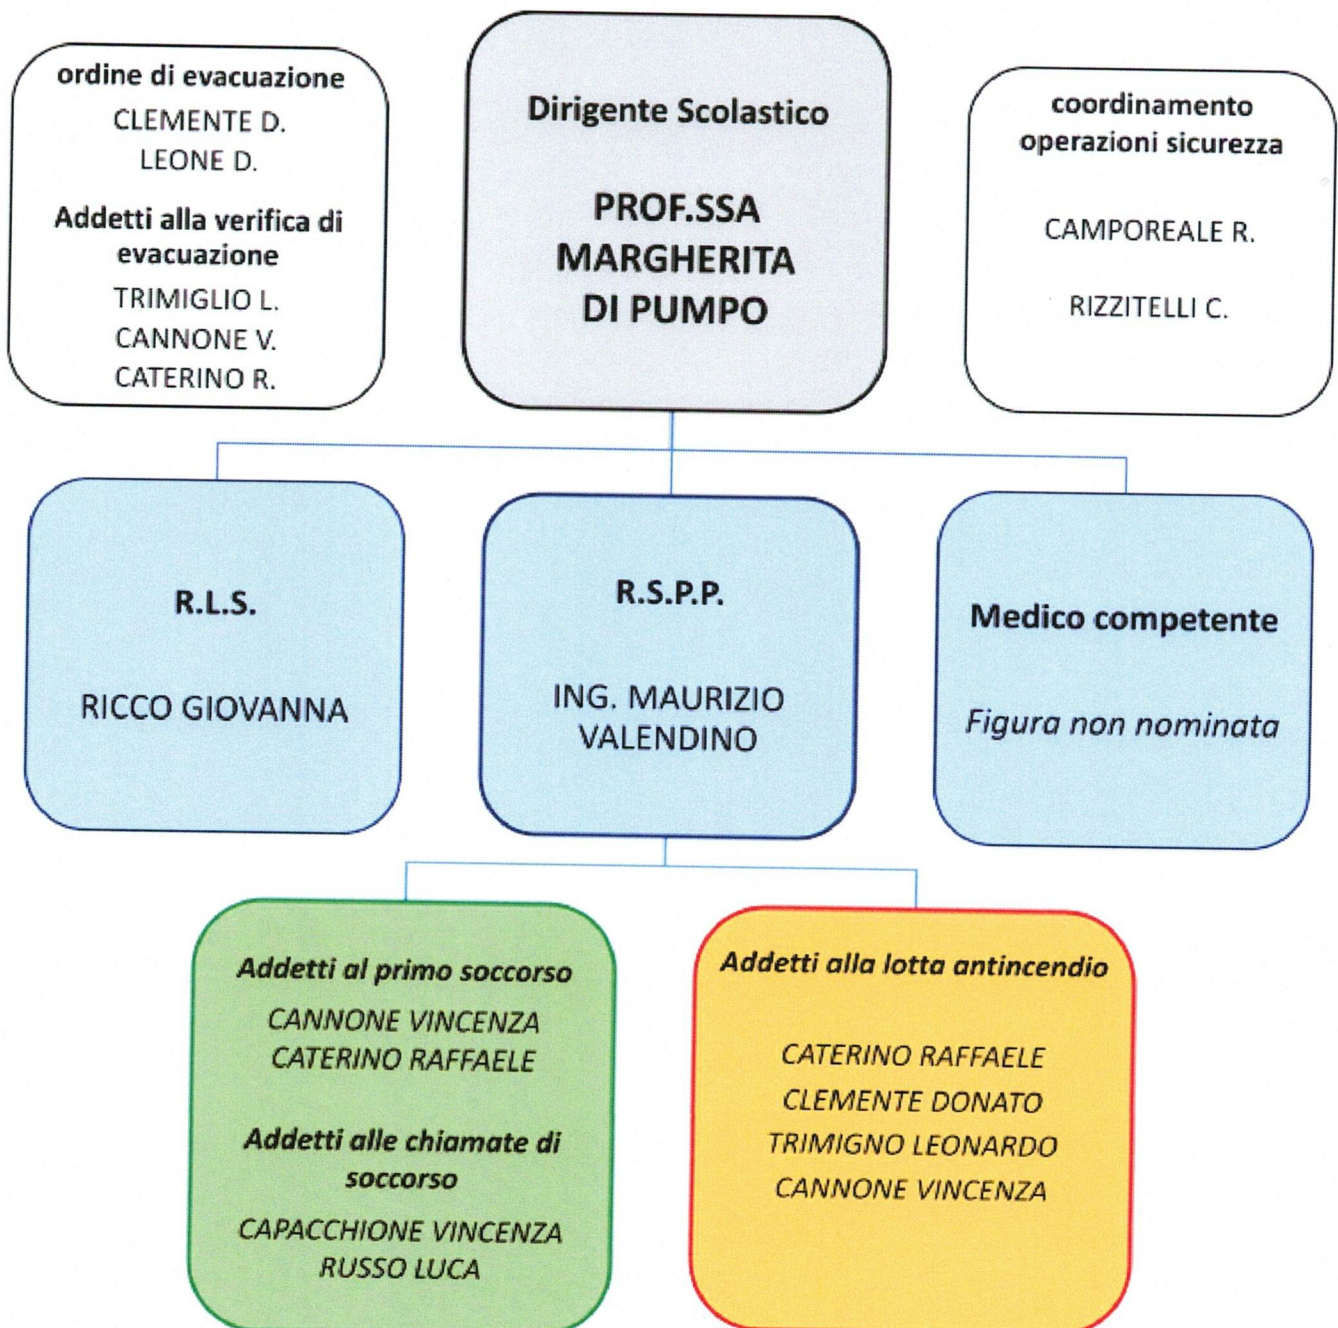 ordine di evacuazione
CLEMENTE D.
LEONE D.
Addetti alla verifica di
evacuazione
TRIMIGLIO L.
CANNONE V.
CATERINO R.
Dirigente Scolastico
PROF.SSA
MARGHERITA
DI PUMPO
coordinamento
operazioni sicurezza
CAMPOREALE R.
RIZZITELLI C.
R.L.S.
RICCO GIOVANNA
R.S.P.P.
ING. MAURIZIO
VALENDINO
Medico competente
Figura non nominata
Addetti al primo soccorso
CANNONE VINCENZA
CATERINO RAFFAELE
Addetti alle chiamate di
soccorso
CAPACCHIONE VINCENZA
RUSSO LUCA
Addetti alla lotta antincendio
CATERINO RAFFAELE
CLEMENTE DONATO
TRIMIGNO LEONARDO
CANNONE VINCENZA